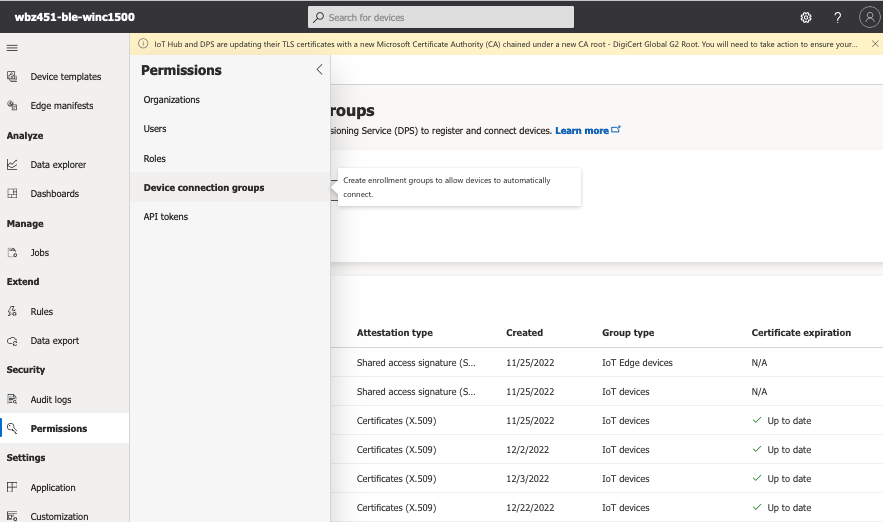 wbz451-ble-winc1500
Search for devices
?
IoT Hub and DPS are updating their TLS certificates with a new Microsoft Certificate Authority (CA) chained under a new CA root - DigiCert Global G2 Root. You will need to take action to ensure your...
Device templates
Edge manifests
Analyze
Data explorer
Dashboards
Manage
Jobs
Extend
Rules
Data export
Security
Audit logs
Permissions
Settings
Application
Customization
Permissions
Organizations
Users
Roles
Device connection groups
API tokens
roups
sioning Service (DPS) to register and connect devices. Learn more
Create enrollment groups to allow devices to automatically
connect.
Attestation type Created Group type Certificate expiration
Shared access signature (S... 11/25/2022 IoT Edge devices N/A
Shared access signature (S... 11/25/2022 IoT devices N/A
Certificates (X.509) 11/25/2022 IoT devices Up to date
Certificates (X.509) 12/2/2022 IoT devices Up to date
Certificates (X.509) 12/3/2022 IoT devices Up to date
Certificates (X.509) 12/22/2022 IoT devices Up to date